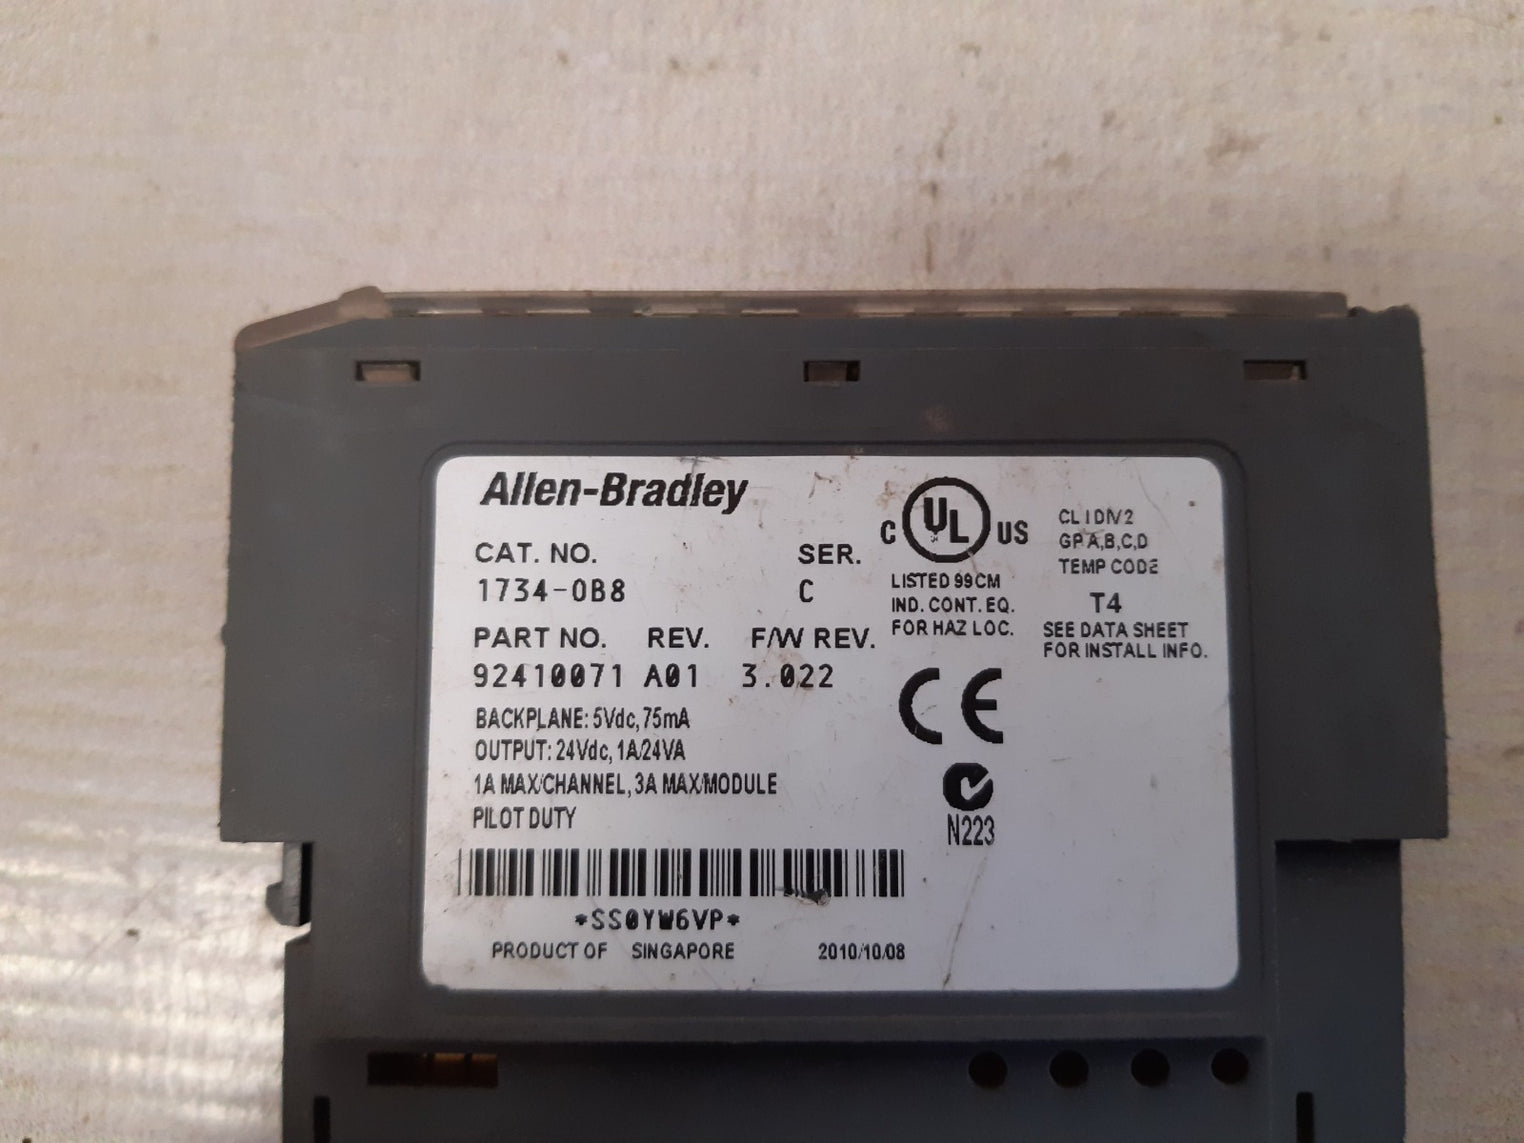 Allen-Bradley
CAT. NO. SER.
1734-OB8 C
PART NO. REV. F/W REV.
92410071 A01 3.022
BACKPLANE: 5Vdc, 75mA
OUTPUT: 24Vdc, 1A/24VA
1A MAX/CHANNEL, 3A MAX/MODULE
PILOT DUTY
*SS0YW6VP*
PRODUCT OF SINGAPORE 2010/10/08
C UL US
LISTED 99CM
IND. CONT. EQ.
FOR HAZ LOC.
CL I DIV 2
GP A,B,C,D
TEMP CODE
T4
SEE DATA SHEET
FOR INSTALL INFO.
CE
N223